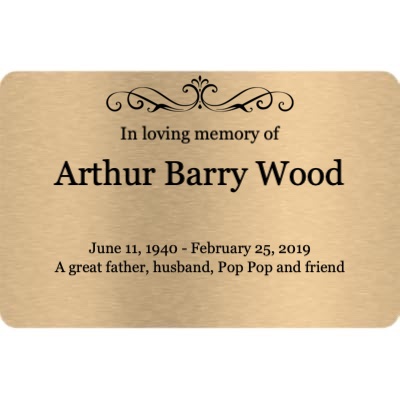 In loving memory of
Arthur Barry Wood
June 11, 1940 - February 25, 2019
A great father, husband, Pop Pop and friend